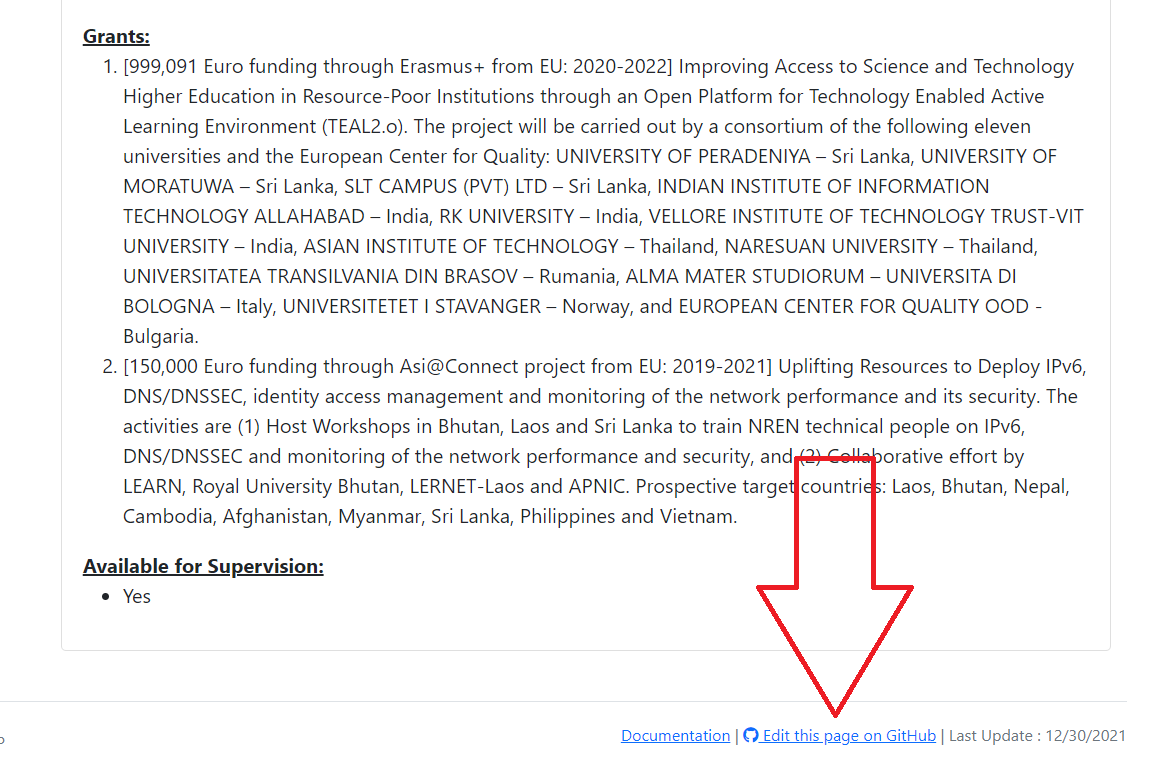 Grants:
1. [999,091 Euro funding through Erasmus+ from EU: 2020-2022] Improving Access to Science and Technology
Higher Education in Resource-Poor Institutions through an Open Platform for Technology Enabled Active
Learning Environment (TEAL2.o). The project will be carried out by a consortium of the following eleven
universities and the European Center for Quality: UNIVERSITY OF PERADENIYA – Sri Lanka, UNIVERSITY OF
MORATUWA – Sri Lanka, SLT CAMPUS (PVT) LTD – Sri Lanka, INDIAN INSTITUTE OF INFORMATION
TECHNOLOGY ALLAHABAD – India, RK UNIVERSITY – India, VELLORE INSTITUTE OF TECHNOLOGY TRUST-VIT
UNIVERSITY – India, ASIAN INSTITUTE OF TECHNOLOGY – Thailand, NARESUAN UNIVERSITY – Thailand,
UNIVERSITATEA TRANSILVANIA DIN BRASOV – Rumania, ALMA MATER STUDIORUM – UNIVERSITA DI
BOLOGNA – Italy, UNIVERSITETET I STAVANGER – Norway, and EUROPEAN CENTER FOR QUALITY OOD -
Bulgaria.
2. [150,000 Euro funding through Asi@Connect project from EU: 2019-2021] Uplifting Resources to Deploy IPv6,
DNS/DNSSEC, identity access management and monitoring of the network performance and its security. The
activities are (1) Host Workshops in Bhutan, Laos and Sri Lanka to train NREN technical people on IPv6,
DNS/DNSSEC and monitoring of the network performance and security, and (2) Collaborative effort by
LEARN, Royal University Bhutan, LERNET-Laos and APNIC. Prospective target countries: Laos, Bhutan, Nepal,
Cambodia, Afghanistan, Myanmar, Sri Lanka, Philippines and Vietnam.
Available for Supervision:
• Yes
Documentation | Edit this page on GitHub | Last Update : 12/30/2021